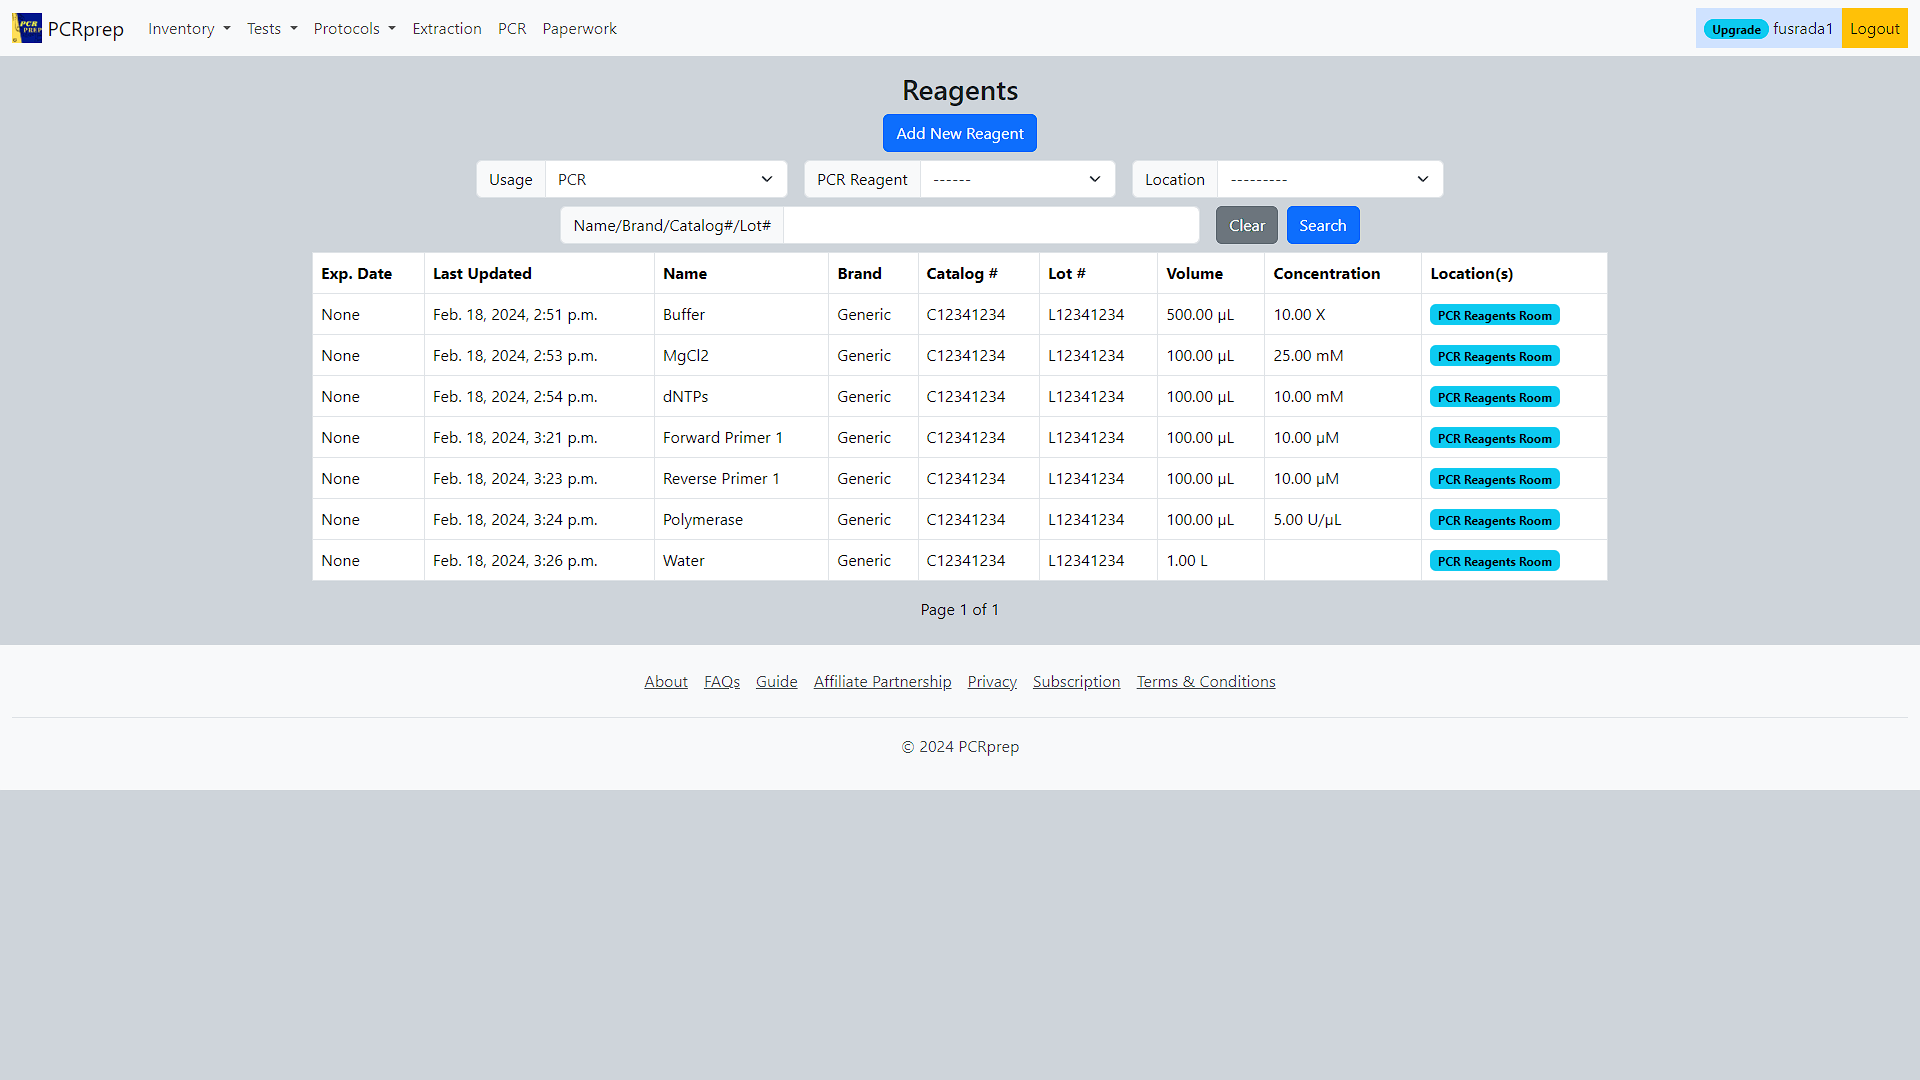 PCR PREP PCRprep Inventory Tests Protocols Extraction PCR Paperwork Upgrade fusrada1 Logout
Reagents
Add New Reagent
Usage PCR PCR Reagent ------ Location ---------
Name/Brand/Catalog#/Lot# Clear Search
Exp. Date Last Updated Name Brand Catalog # Lot # Volume Concentration Location(s)
None Feb. 18, 2024, 2:51 p.m. Buffer Generic C12341234 L12341234 500.00 µL 10.00 X PCR Reagents Room
None Feb. 18, 2024, 2:53 p.m. MgCl2 Generic C12341234 L12341234 100.00 µL 25.00 mM PCR Reagents Room
None Feb. 18, 2024, 2:54 p.m. dNTPs Generic C12341234 L12341234 100.00 µL 10.00 mM PCR Reagents Room
None Feb. 18, 2024, 3:21 p.m. Forward Primer 1 Generic C12341234 L12341234 100.00 µL 10.00 µM PCR Reagents Room
None Feb. 18, 2024, 3:23 p.m. Reverse Primer 1 Generic C12341234 L12341234 100.00 µL 10.00 µM PCR Reagents Room
None Feb. 18, 2024, 3:24 p.m. Polymerase Generic C12341234 L12341234 100.00 µL 5.00 U/µL PCR Reagents Room
None Feb. 18, 2024, 3:26 p.m. Water Generic C12341234 L12341234 1.00 L PCR Reagents Room
Page 1 of 1
About FAQs Guide Affiliate Partnership Privacy Subscription Terms & Conditions
© 2024 PCRprep